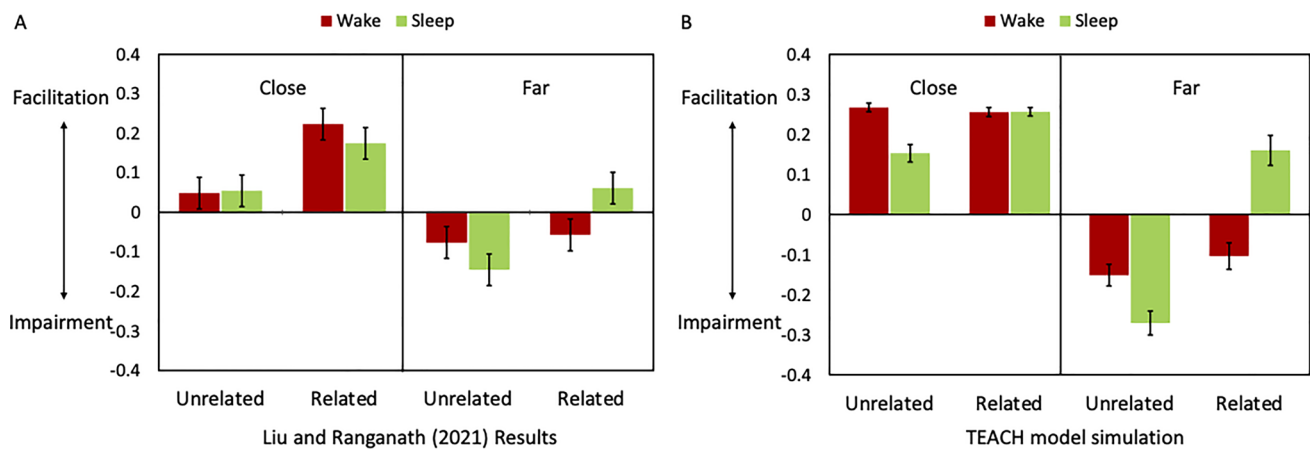 A
Wake Sleep
Facilitation
Impairment
0.4
0.3
0.2
0.1
0
-0.1
-0.2
-0.3
-0.4
Close
Far
Unrelated Related Unrelated Related
Liu and Ranganath (2021) Results
B
Wake Sleep
Facilitation
Impairment
0.4
0.3
0.2
0.1
0
-0.1
-0.2
-0.3
-0.4
Close
Far
Unrelated Related Unrelated Related
TEACH model simulation